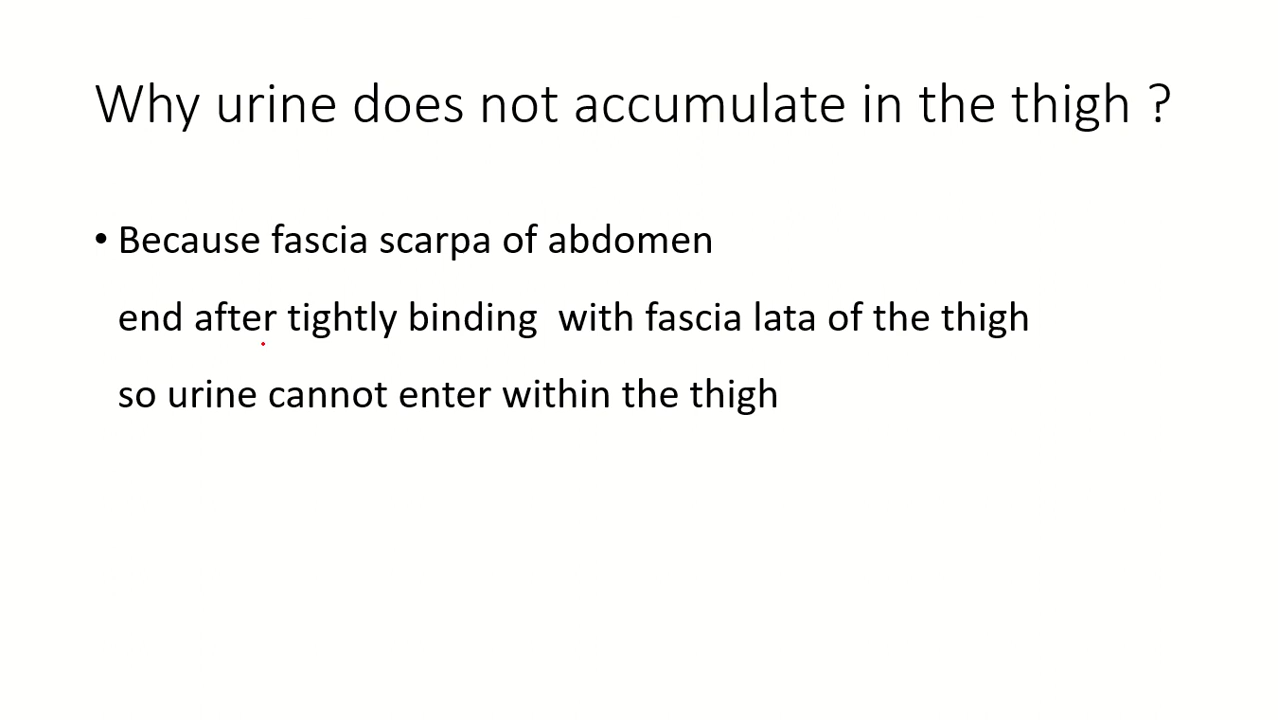 Why urine does not accumulate in the thigh ?
• Because fascia scarpa of abdomen
end after tightly binding  with fascia lata of the thigh
so urine cannot enter within the thigh